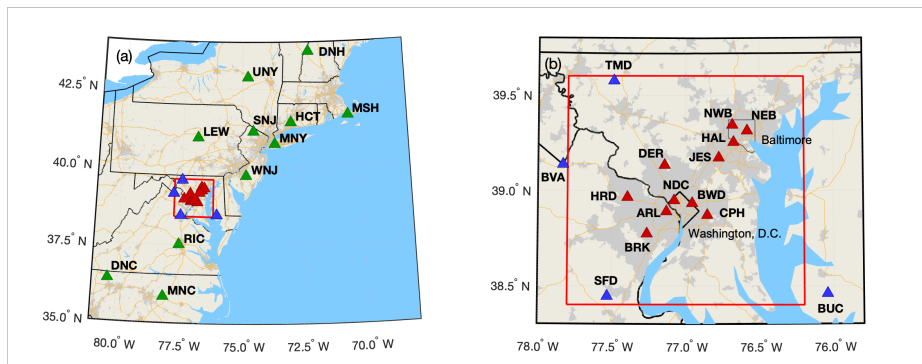 (a)
DNH
UNY
42.5° N
MSH
HCT
SNJ
LEW
MNY
40.0° N
WNJ
RIC
37.5° N
DNC
MNC
35.0° N
80.0° W 77.5° W 75.0° W 72.5° W 70.0° W
(b)
TMD
39.5° N
NWB NEB
HAL Baltimore
DER JES
BVA
NDC
39.0° N
HRD BWD
ARL CPH
Washington, D.C.
BRK
SFD
38.5° N
BUC
78.0° W 77.5° W 77.0° W 76.5° W 76.0° W